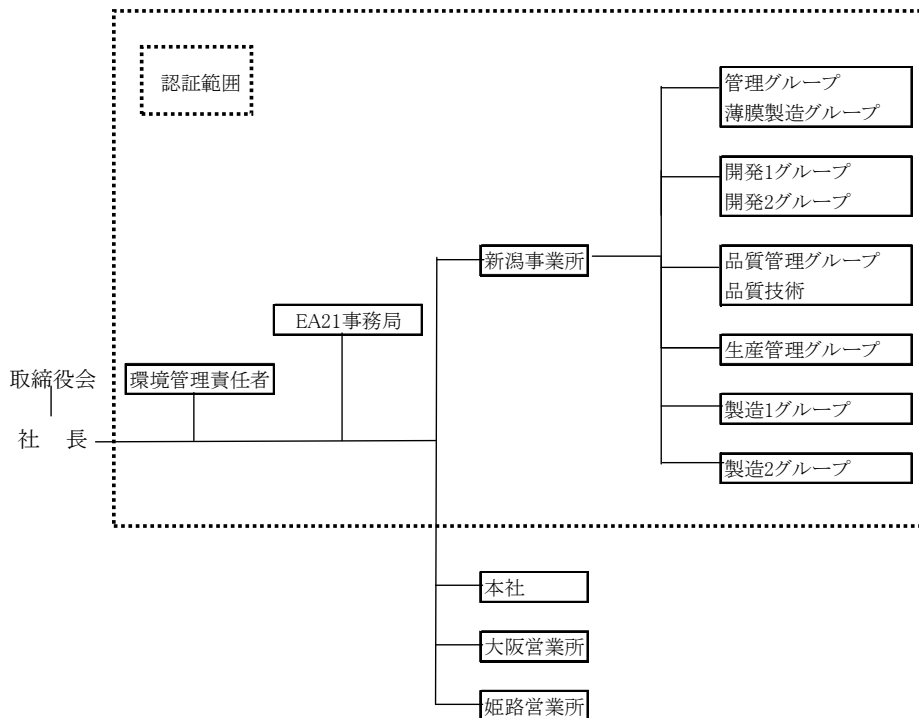 認証範囲
管理グループ
薄膜製造グループ
開発1グループ
開発2グループ
新潟事業所
品質管理グループ
品質技術
EA21事務局
生産管理グループ
取締役会
環境管理責任者
製造1グループ
社　長
製造2グループ
本社
大阪営業所
姫路営業所